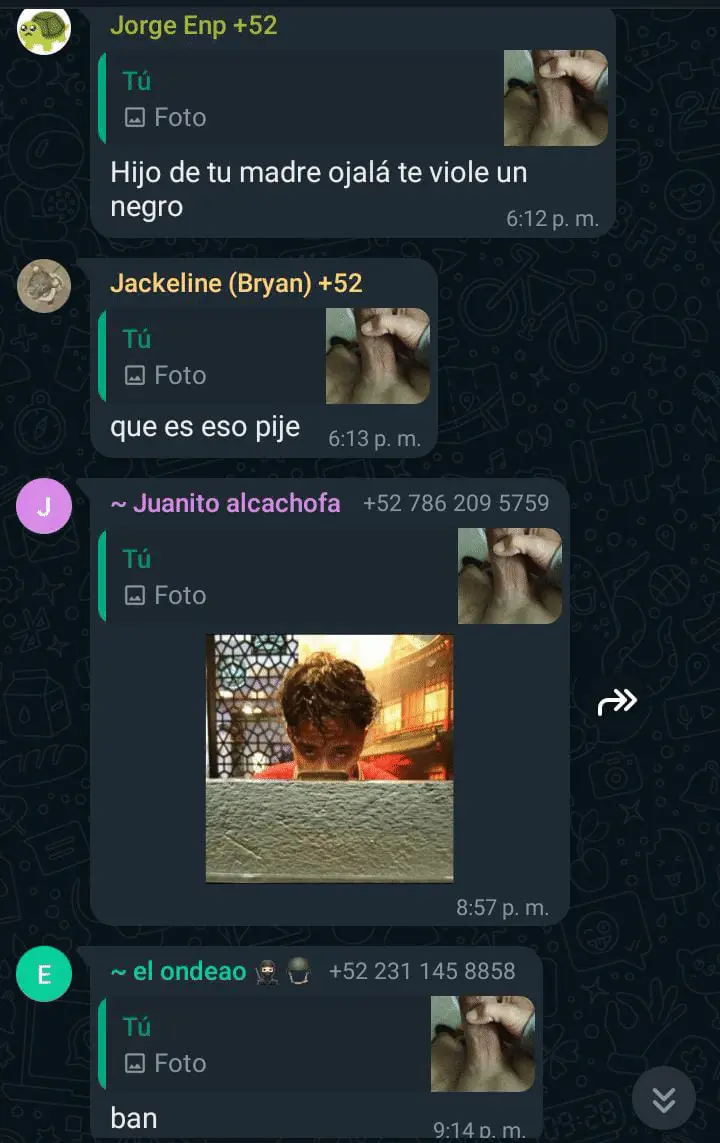 Jorge Enp +52
Tú
Foto
Hijo de tu madre ojalá te viole un
negro
6:12 p. m.
Jackeline (Bryan) +52
Tú
Foto
que es eso pije
6:13 p. m.
J
~ Juanito alcachofa +52 786 209 5759
Tú
Foto
8:57 p. m.
E
~ el ondeao 🥷🪖 +52 231 145 8858
Tú
Foto
ban
9:14 p. m.